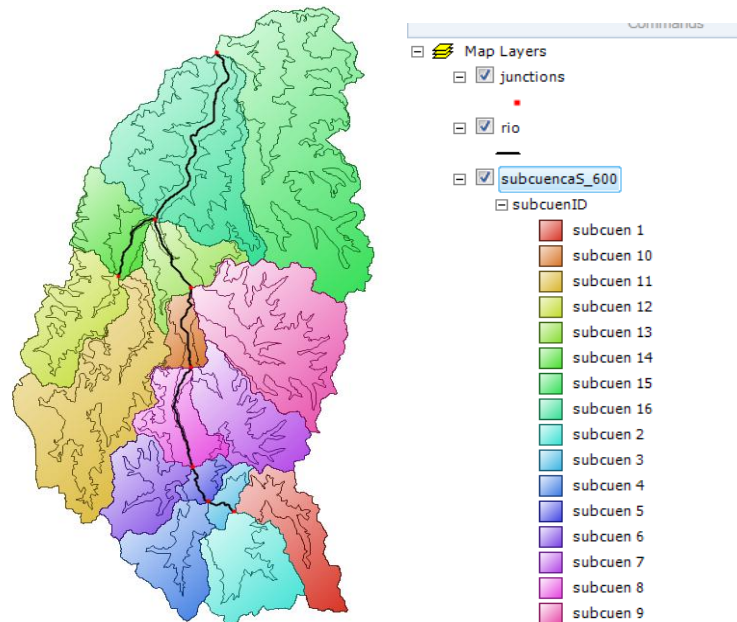 Commands
Map Layers
junctions
rio
subcuencaS_600
subcuenID
subcuen 1
subcuen 10
subcuen 11
subcuen 12
subcuen 13
subcuen 14
subcuen 15
subcuen 16
subcuen 2
subcuen 3
subcuen 4
subcuen 5
subcuen 6
subcuen 7
subcuen 8
subcuen 9